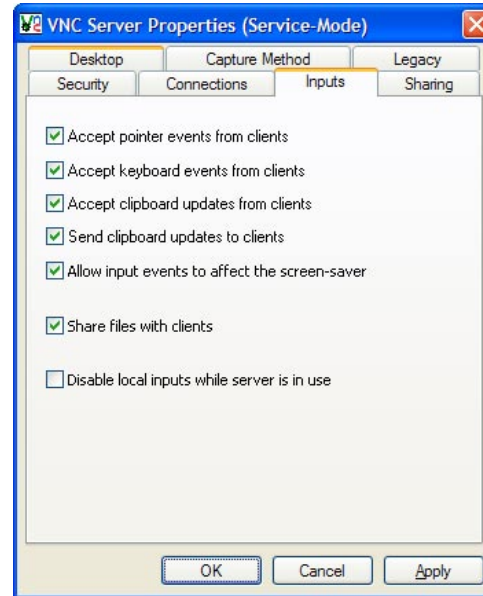 VNC Server Properties (Service-Mode)
Desktop Capture Method Legacy
Security Connections Inputs Sharing
Accept pointer events from clients
Accept keyboard events from clients
Accept clipboard updates from clients
Send clipboard updates to clients
Allow input events to affect the screen-saver
Share files with clients
Disable local inputs while server is in use
OK Cancel Apply